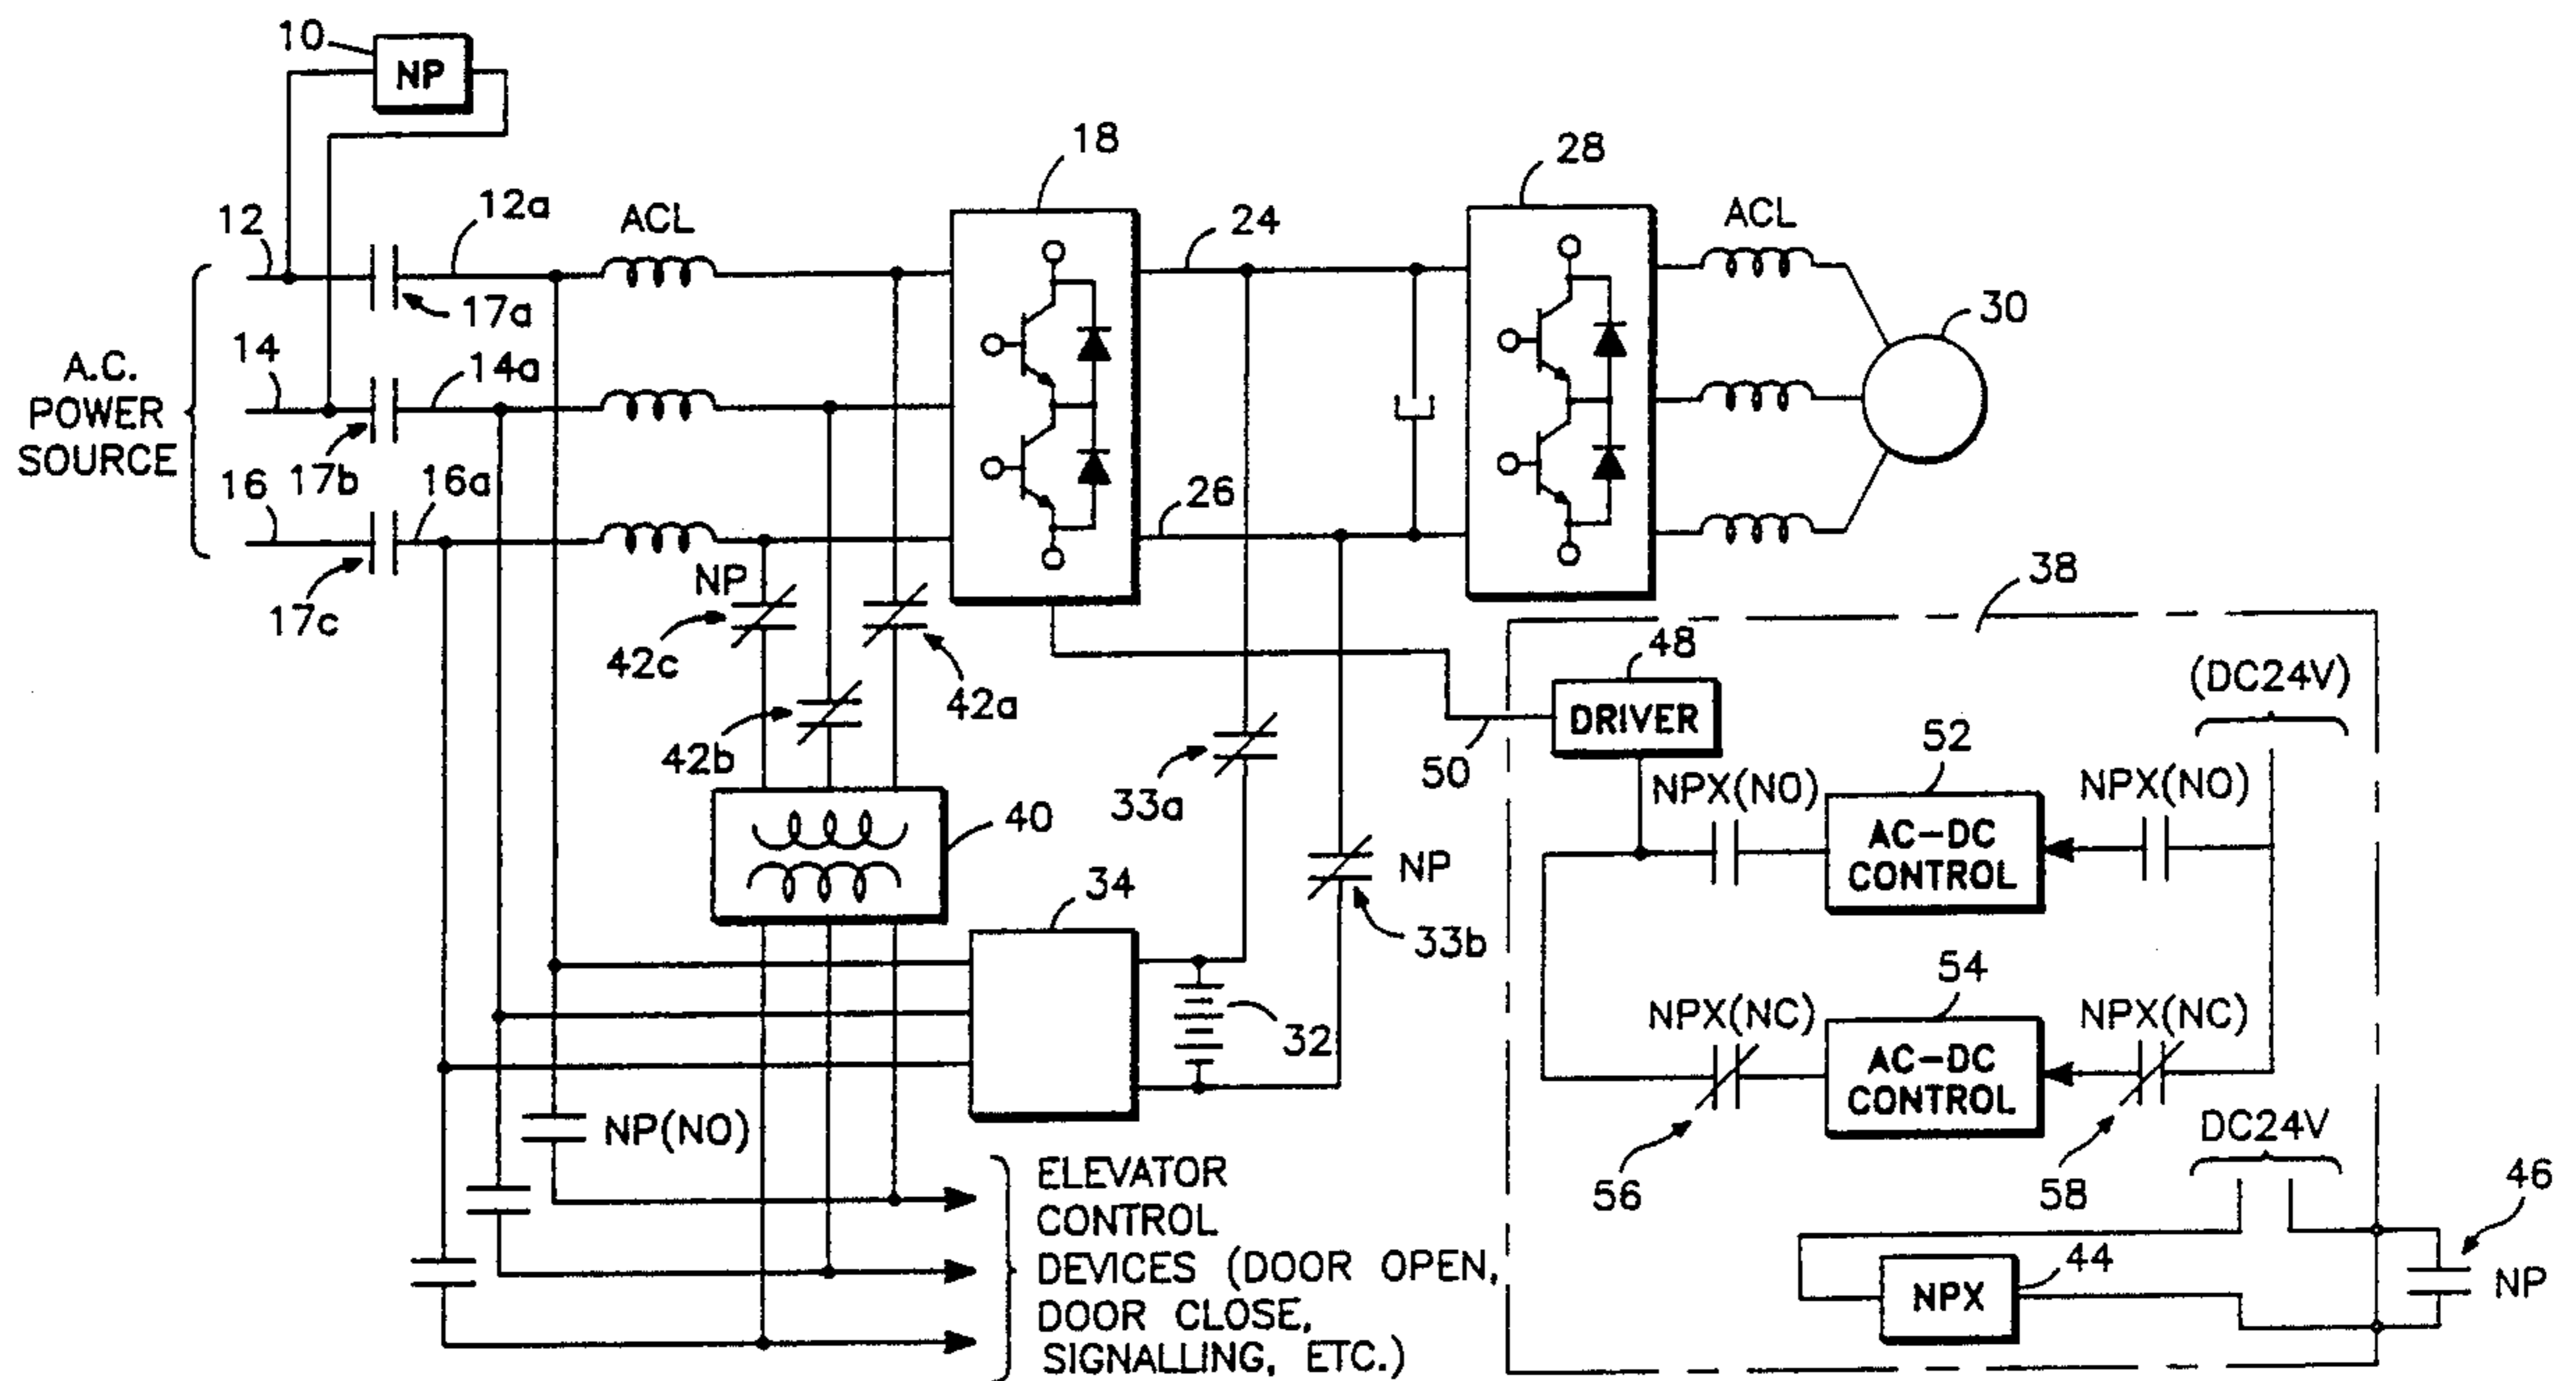 10
NP
18
28
12
12a
ACL
24
ACL
17a
30
14
14a
A.C.
POWER
SOURCE
17b
16
16a
26
17c
NP
38
42c
48
42a
(DC24V)
DRIVER
42b
52
50
NPX(NO)
NPX(NO)
33a
40
AC-DC
CONTROL
NP
34
33b
54
NPX(NC)
NPX(NC)
32
AC-DC
CONTROL
NP(NO)
DC24V
ELEVATOR
CONTROL
DEVICES (DOOR OPEN,
DOOR CLOSE,
SIGNALLING, ETC.)
56
58
46
44
NPX
NP